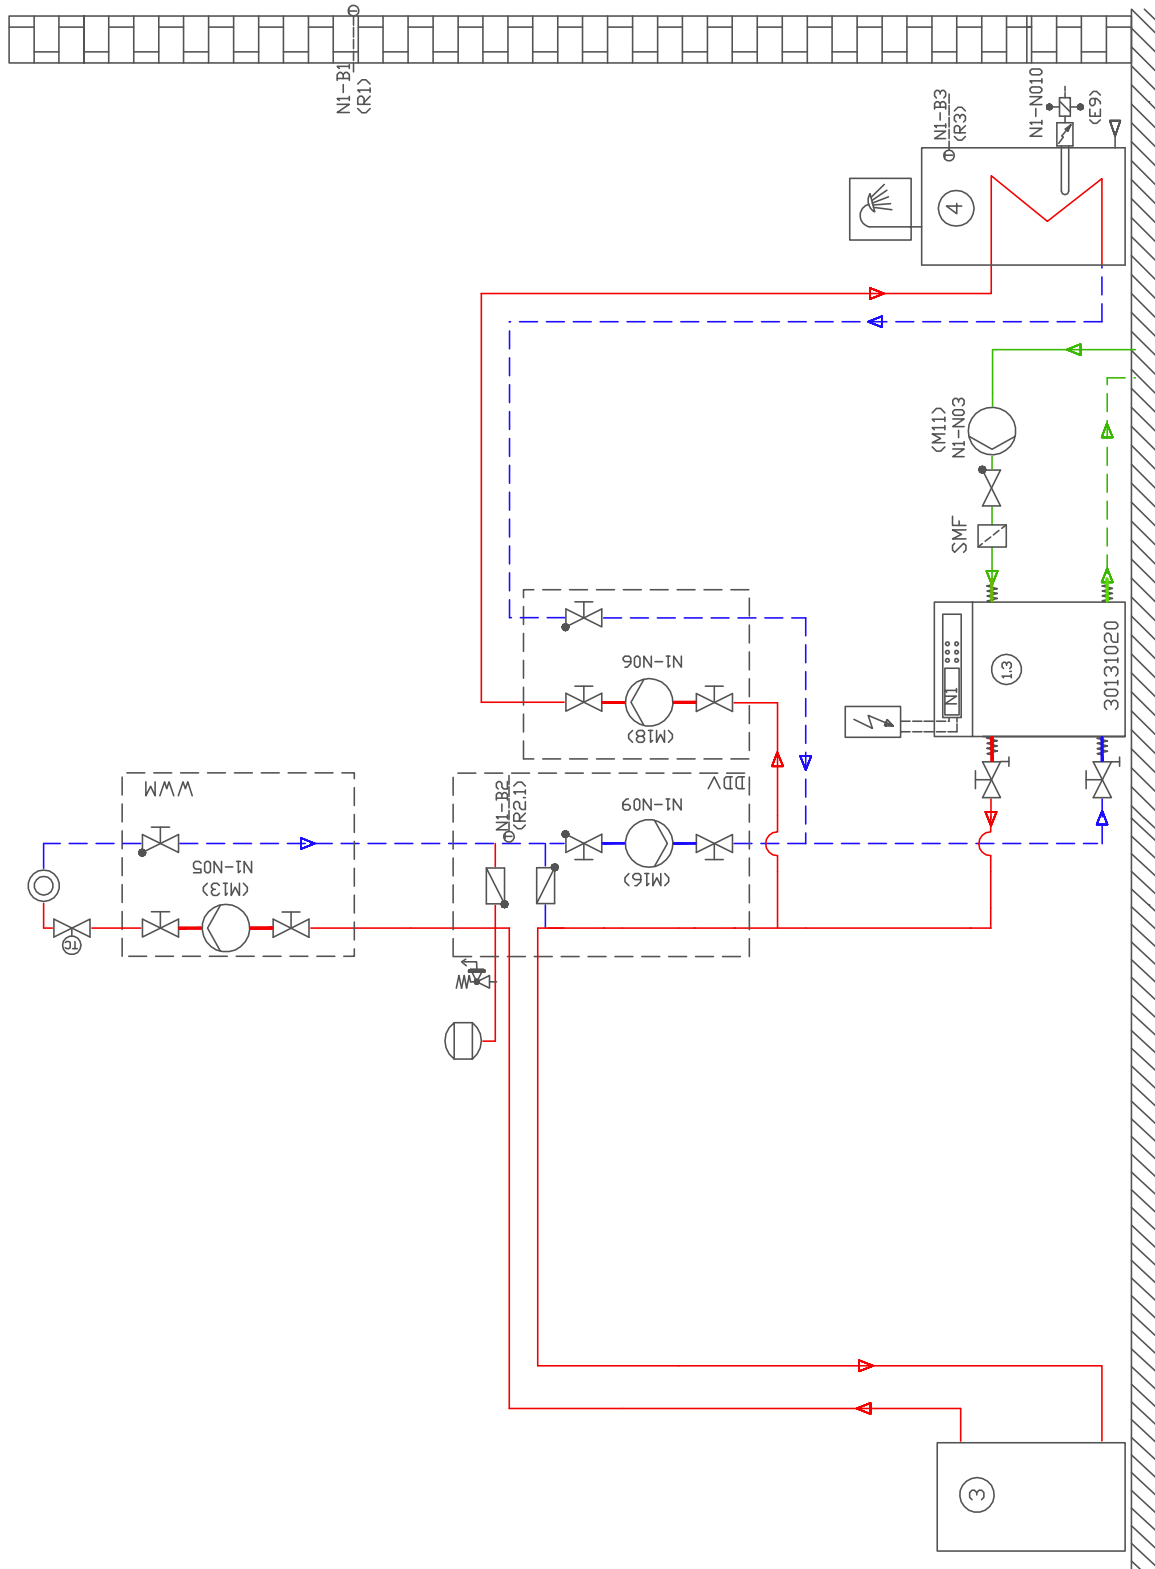 N1-B1
(R1)
N1-B3
(R3)
N1-N010
(E9)
4
(M11)
N1-N03
SMF
N1-N06
(M18)
N1
1.3
30131020
WWM
N1-N05
(M13)
TC
N1-B2
(R2.1)
DDV
N1-N09
(M16)
3